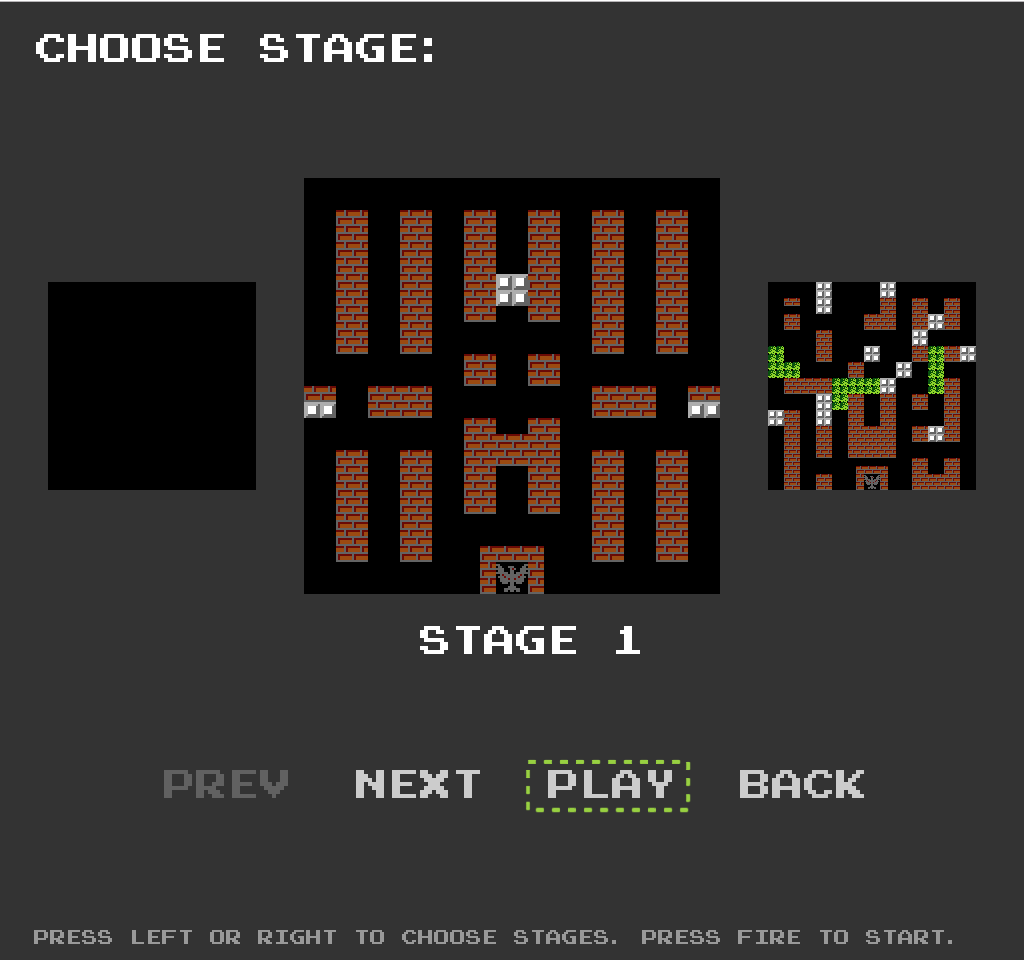 CHOOSE STAGE:
STAGE 1
PREV NEXT PLAY BACK
PRESS LEFT OR RIGHT TO CHOOSE STAGES. PRESS FIRE TO START.